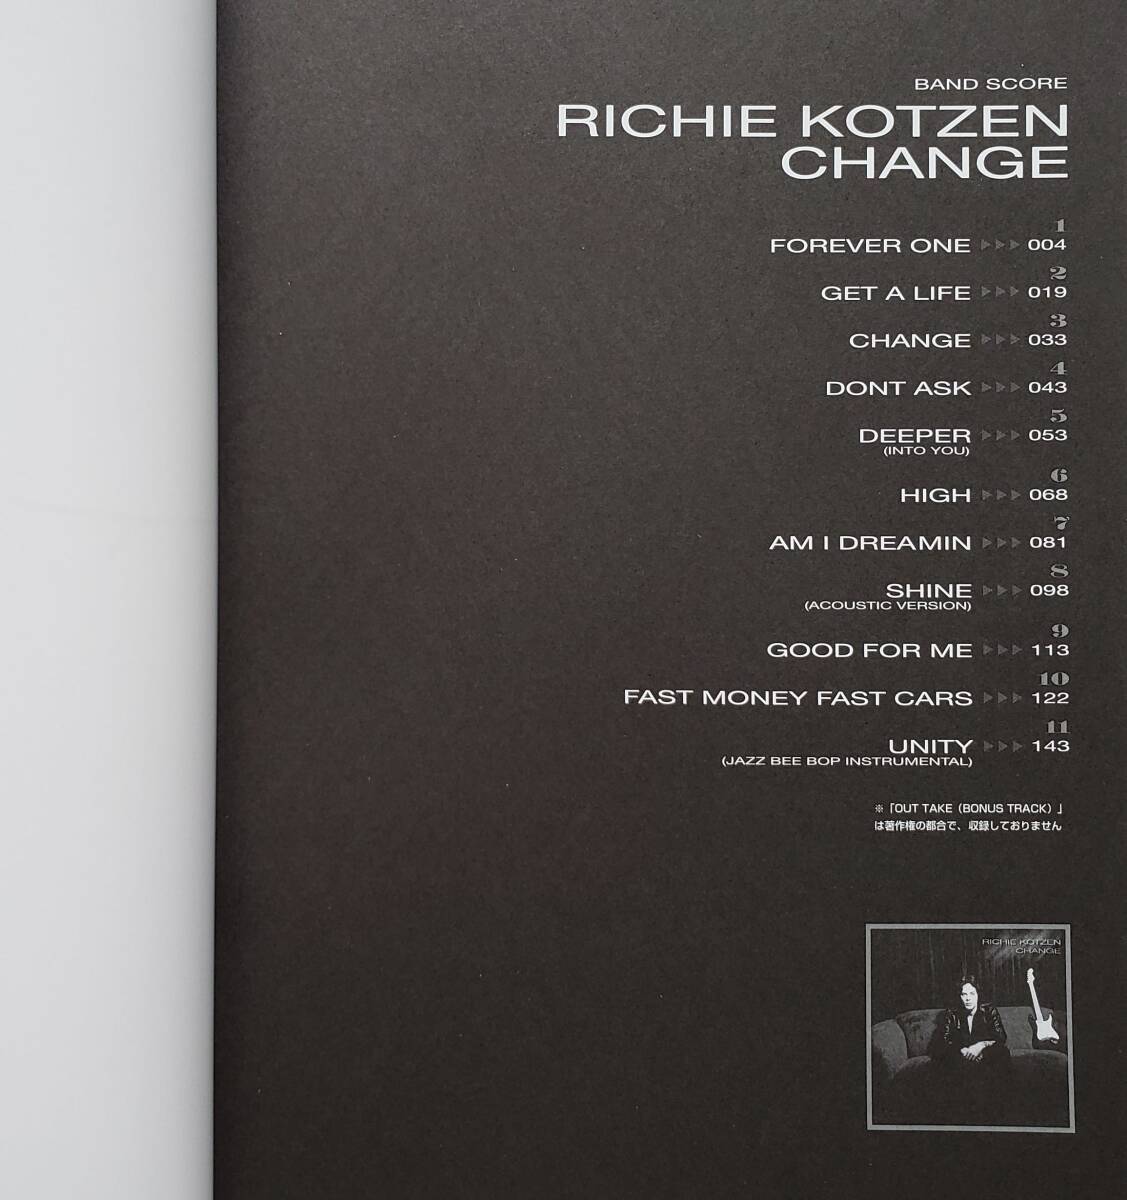 BAND SCORE
RICHIE KOTZEN
CHANGE
1
FOREVER ONE ▶▶▶ 004
2
GET A LIFE ▶▶▶ 019
3
CHANGE ▶▶▶ 033
4
DONT ASK ▶▶▶ 043
5
DEEPER ▶▶▶ 053
(INTO YOU)
6
HIGH ▶▶▶ 068
7
AM I DREAMIN ▶▶▶ 081
8
SHINE ▶▶▶ 098
(ACOUSTIC VERSION)
9
GOOD FOR ME ▶▶▶ 113
10
FAST MONEY FAST CARS ▶▶▶ 122
11
UNITY ▶▶▶ 143
(JAZZ BEE BOP INSTRUMENTAL)
※「OUT TAKE（BONUS TRACK）」
は著作権の都合で、収録しておりません
RICHIE KOTZEN
CHANGE